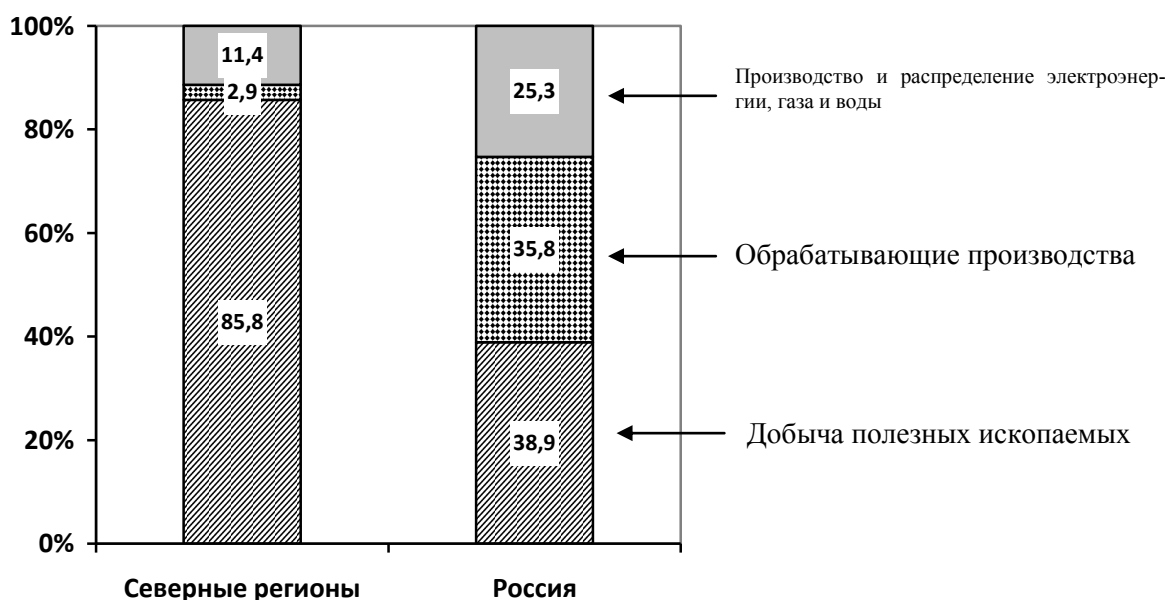 100%
80%
60%
40%
20%
0%
11,4
2,9
85,8
25,3
35,8
38,9
Производство и распределение электроэнер-
гии, газа и воды
Обрабатывающие производства
Добыча полезных ископаемых
Северные регионы
Россия